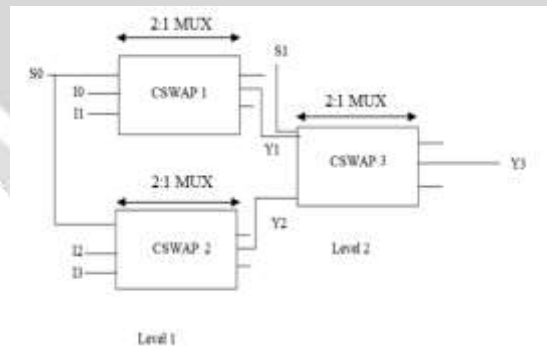 2:1 MUX
S0
I0
I1
CSWAP 1
S1
2:1 MUX
Y1
CSWAP 3
Y3
2:1 MUX
I2
I3
CSWAP 2
Y2
Level 2
Level 1